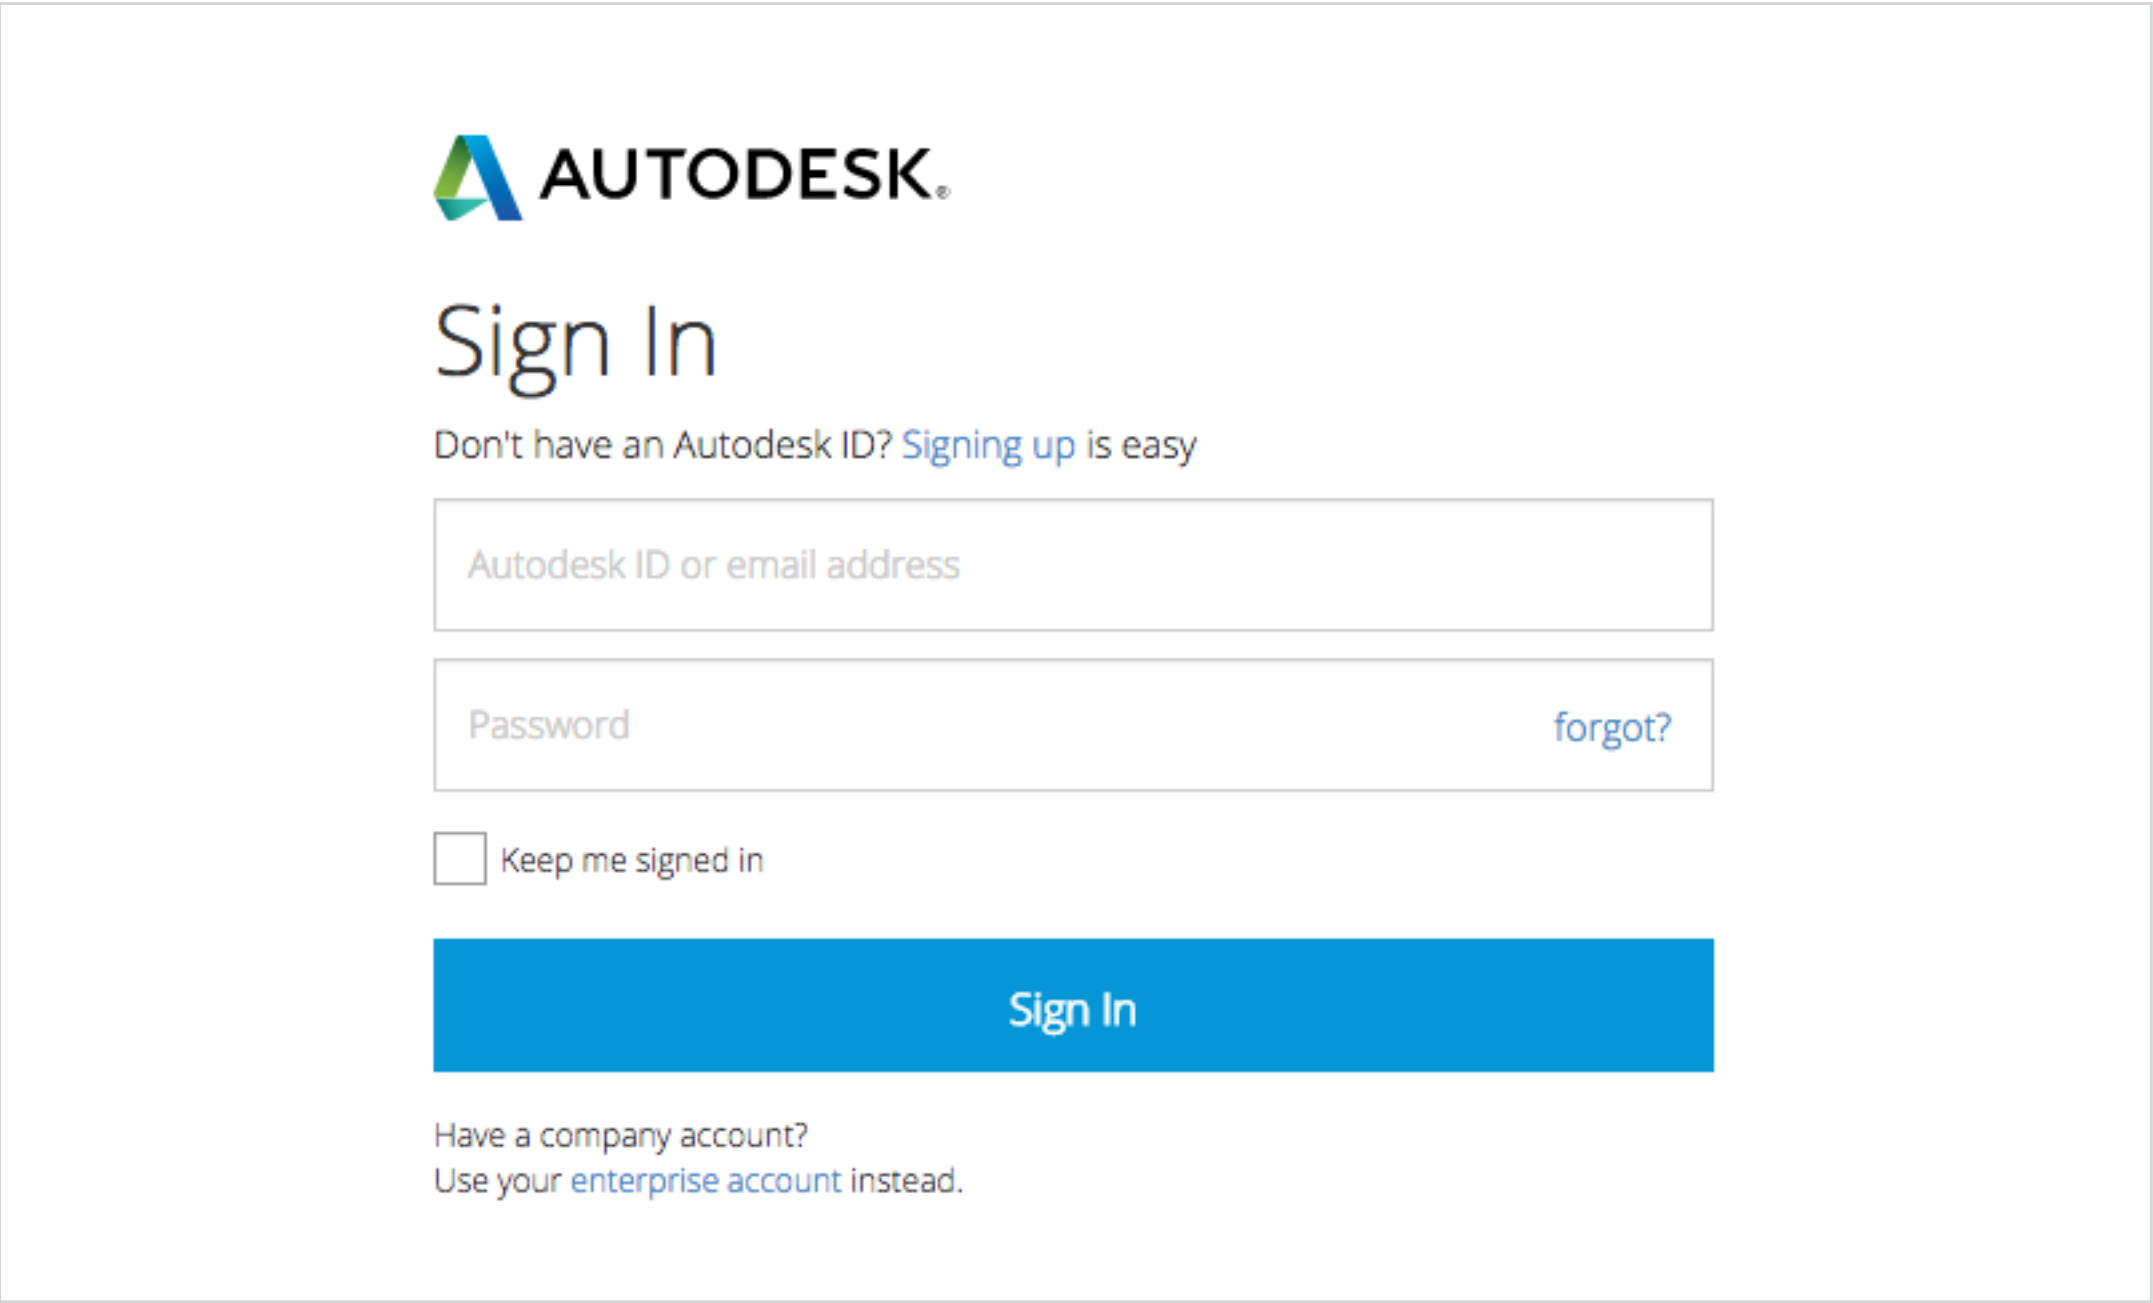 AUTODESK®
Sign In
Don't have an Autodesk ID? Signing up is easy
Autodesk ID or email address
Password forgot?
Keep me signed in
Sign In
Have a company account?
Use your enterprise account instead.